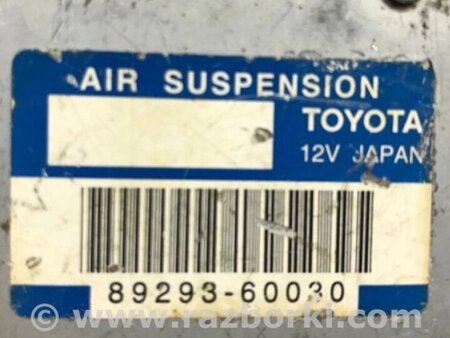 AIR SUSPENSION
TOYOTA
12V JAPAN
89293-60030
www.razborki.com